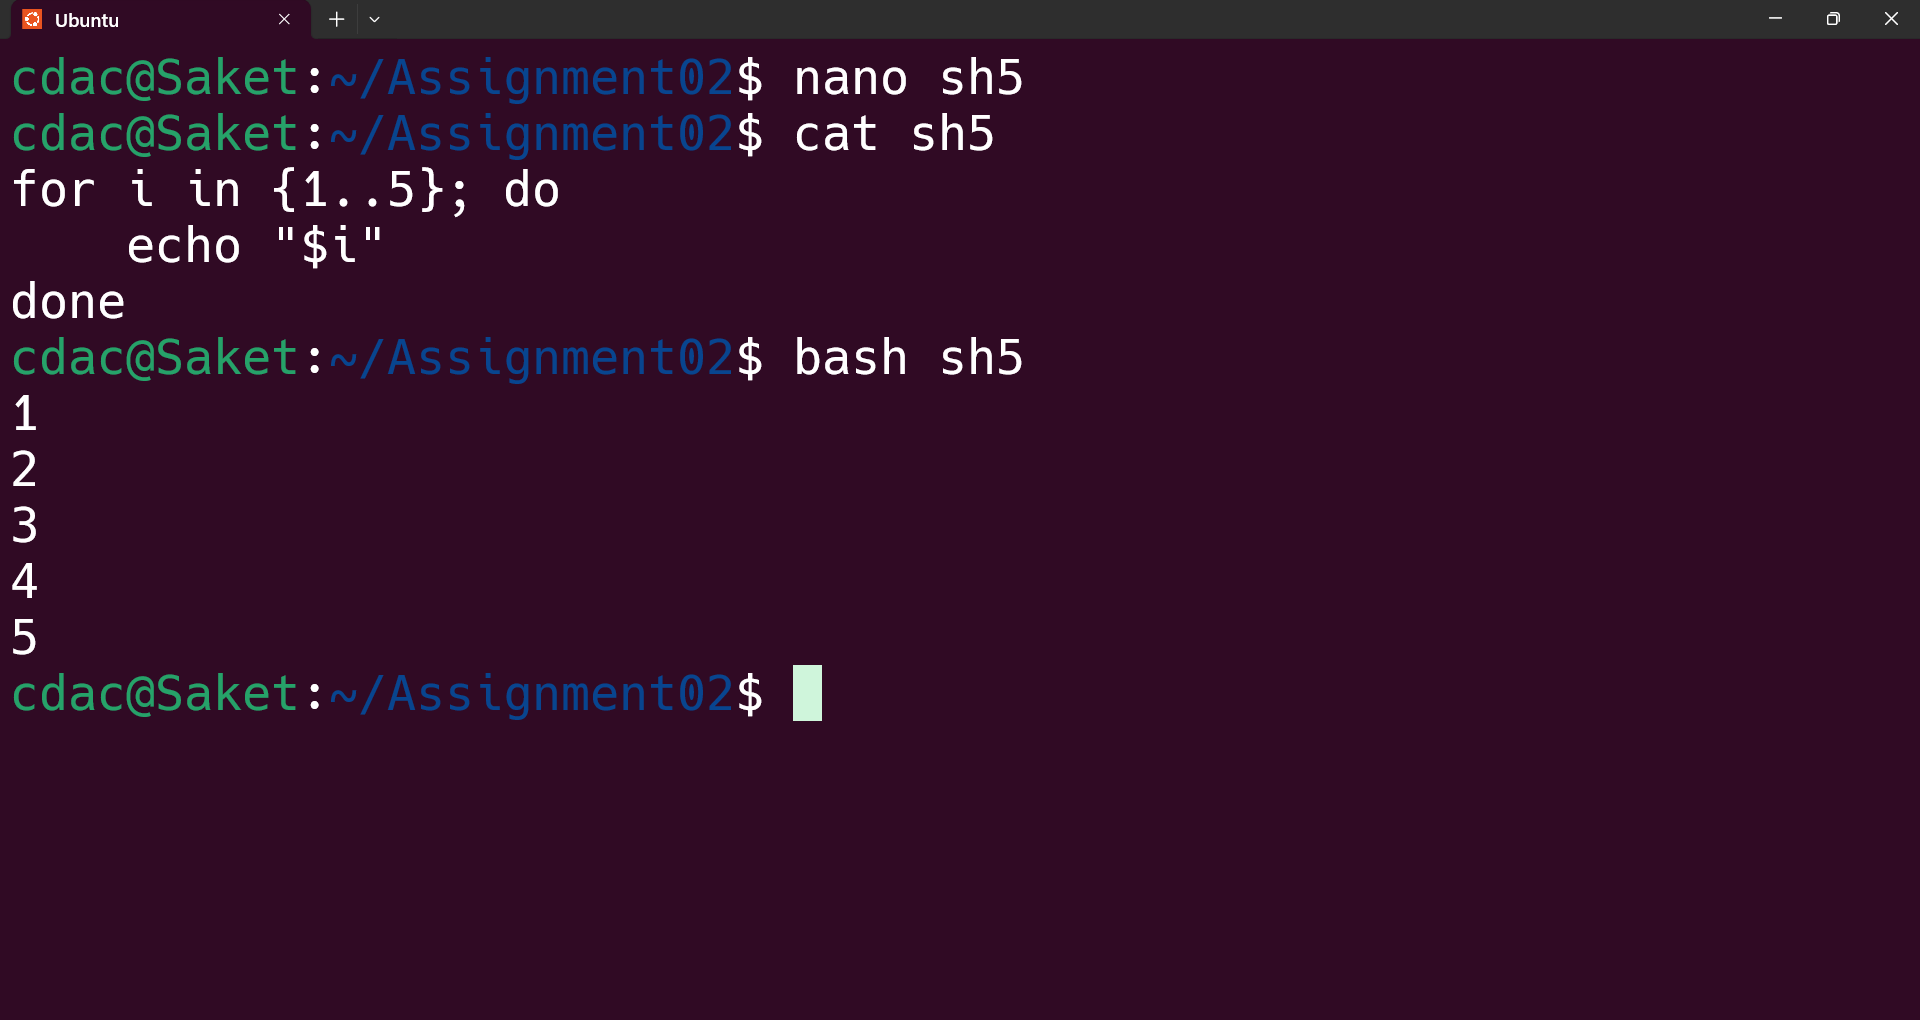 Ubuntu
cdac@Saket:~/Assignment02$ nano sh5
cdac@Saket:~/Assignment02$ cat sh5
for i in {1..5}; do
    echo "$i"
done
cdac@Saket:~/Assignment02$ bash sh5
1
2
3
4
5
cdac@Saket:~/Assignment02$